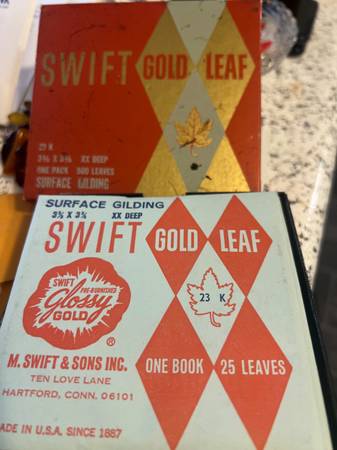 SWIFT GOLD LEAF
23 K
3⅜ X 3⅜ XX DEEP
ONE PACK 500 LEAVES
SURFACE GILDING
SURFACE GILDING
3⅜ X 3⅜ XX DEEP
SWIFT GOLD LEAF
SWIFT
PRE-BURNISHED
Glossy
GOLD
®
23 K
M. SWIFT & SONS INC.
TEN LOVE LANE
HARTFORD, CONN. 06101
ONE BOOK 25 LEAVES
MADE IN U.S.A. SINCE 1887